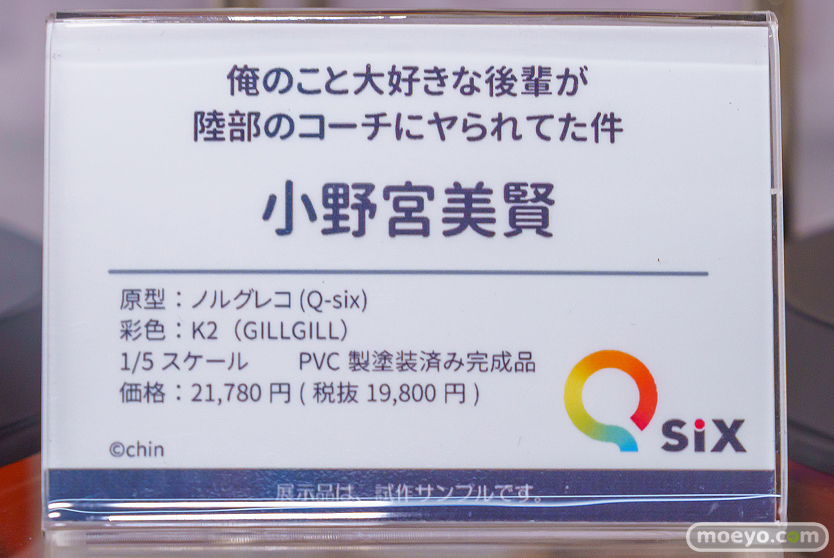 俺のこと大好きな後輩が
陸部のコーチにヤられてた件
小野宮美賢
原型：ノルグレコ(Q-six)
彩色：K2（GILLGILL）
1/5 スケール　　PVC 製塗装済み完成品
価格：21,780 円 ( 税抜 19,800 円 )
Q six
©chin
展示品は、試作サンプルです。
moeyo.com